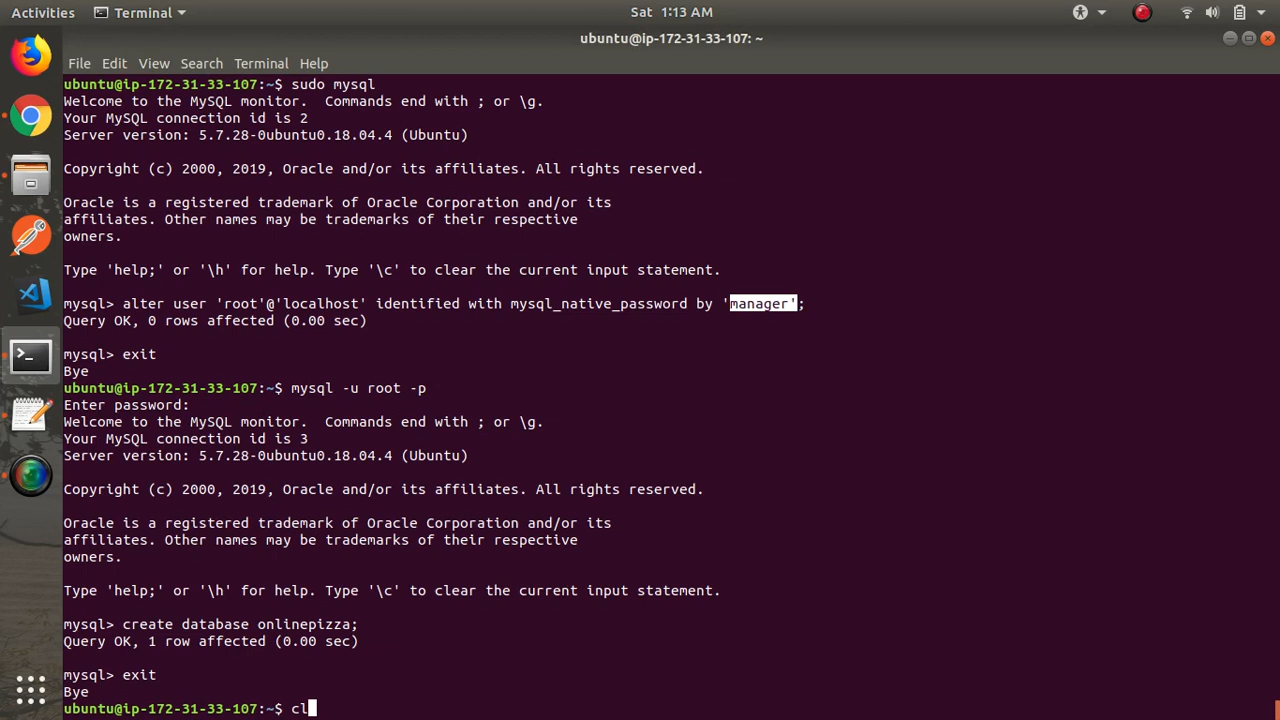 Activities Terminal Sat 1:13 AM
ubuntu@ip-172-31-33-107: ~
File Edit View Search Terminal Help
ubuntu@ip-172-31-33-107:~$ sudo mysql
Welcome to the MySQL monitor.  Commands end with ; or \g.
Your MySQL connection id is 2
Server version: 5.7.28-0ubuntu0.18.04.4 (Ubuntu)
Copyright (c) 2000, 2019, Oracle and/or its affiliates. All rights reserved.
Oracle is a registered trademark of Oracle Corporation and/or its
affiliates. Other names may be trademarks of their respective
owners.
Type 'help;' or '\h' for help. Type '\c' to clear the current input statement.
mysql> alter user 'root'@'localhost' identified with mysql_native_password by 'manager';
Query OK, 0 rows affected (0.00 sec)
mysql> exit
Bye
ubuntu@ip-172-31-33-107:~$ mysql -u root -p
Enter password:
Welcome to the MySQL monitor.  Commands end with ; or \g.
Your MySQL connection id is 3
Server version: 5.7.28-0ubuntu0.18.04.4 (Ubuntu)
Copyright (c) 2000, 2019, Oracle and/or its affiliates. All rights reserved.
Oracle is a registered trademark of Oracle Corporation and/or its
affiliates. Other names may be trademarks of their respective
owners.
Type 'help;' or '\h' for help. Type '\c' to clear the current input statement.
mysql> create database onlinepizza;
Query OK, 1 row affected (0.00 sec)
mysql> exit
Bye
ubuntu@ip-172-31-33-107:~$ cl